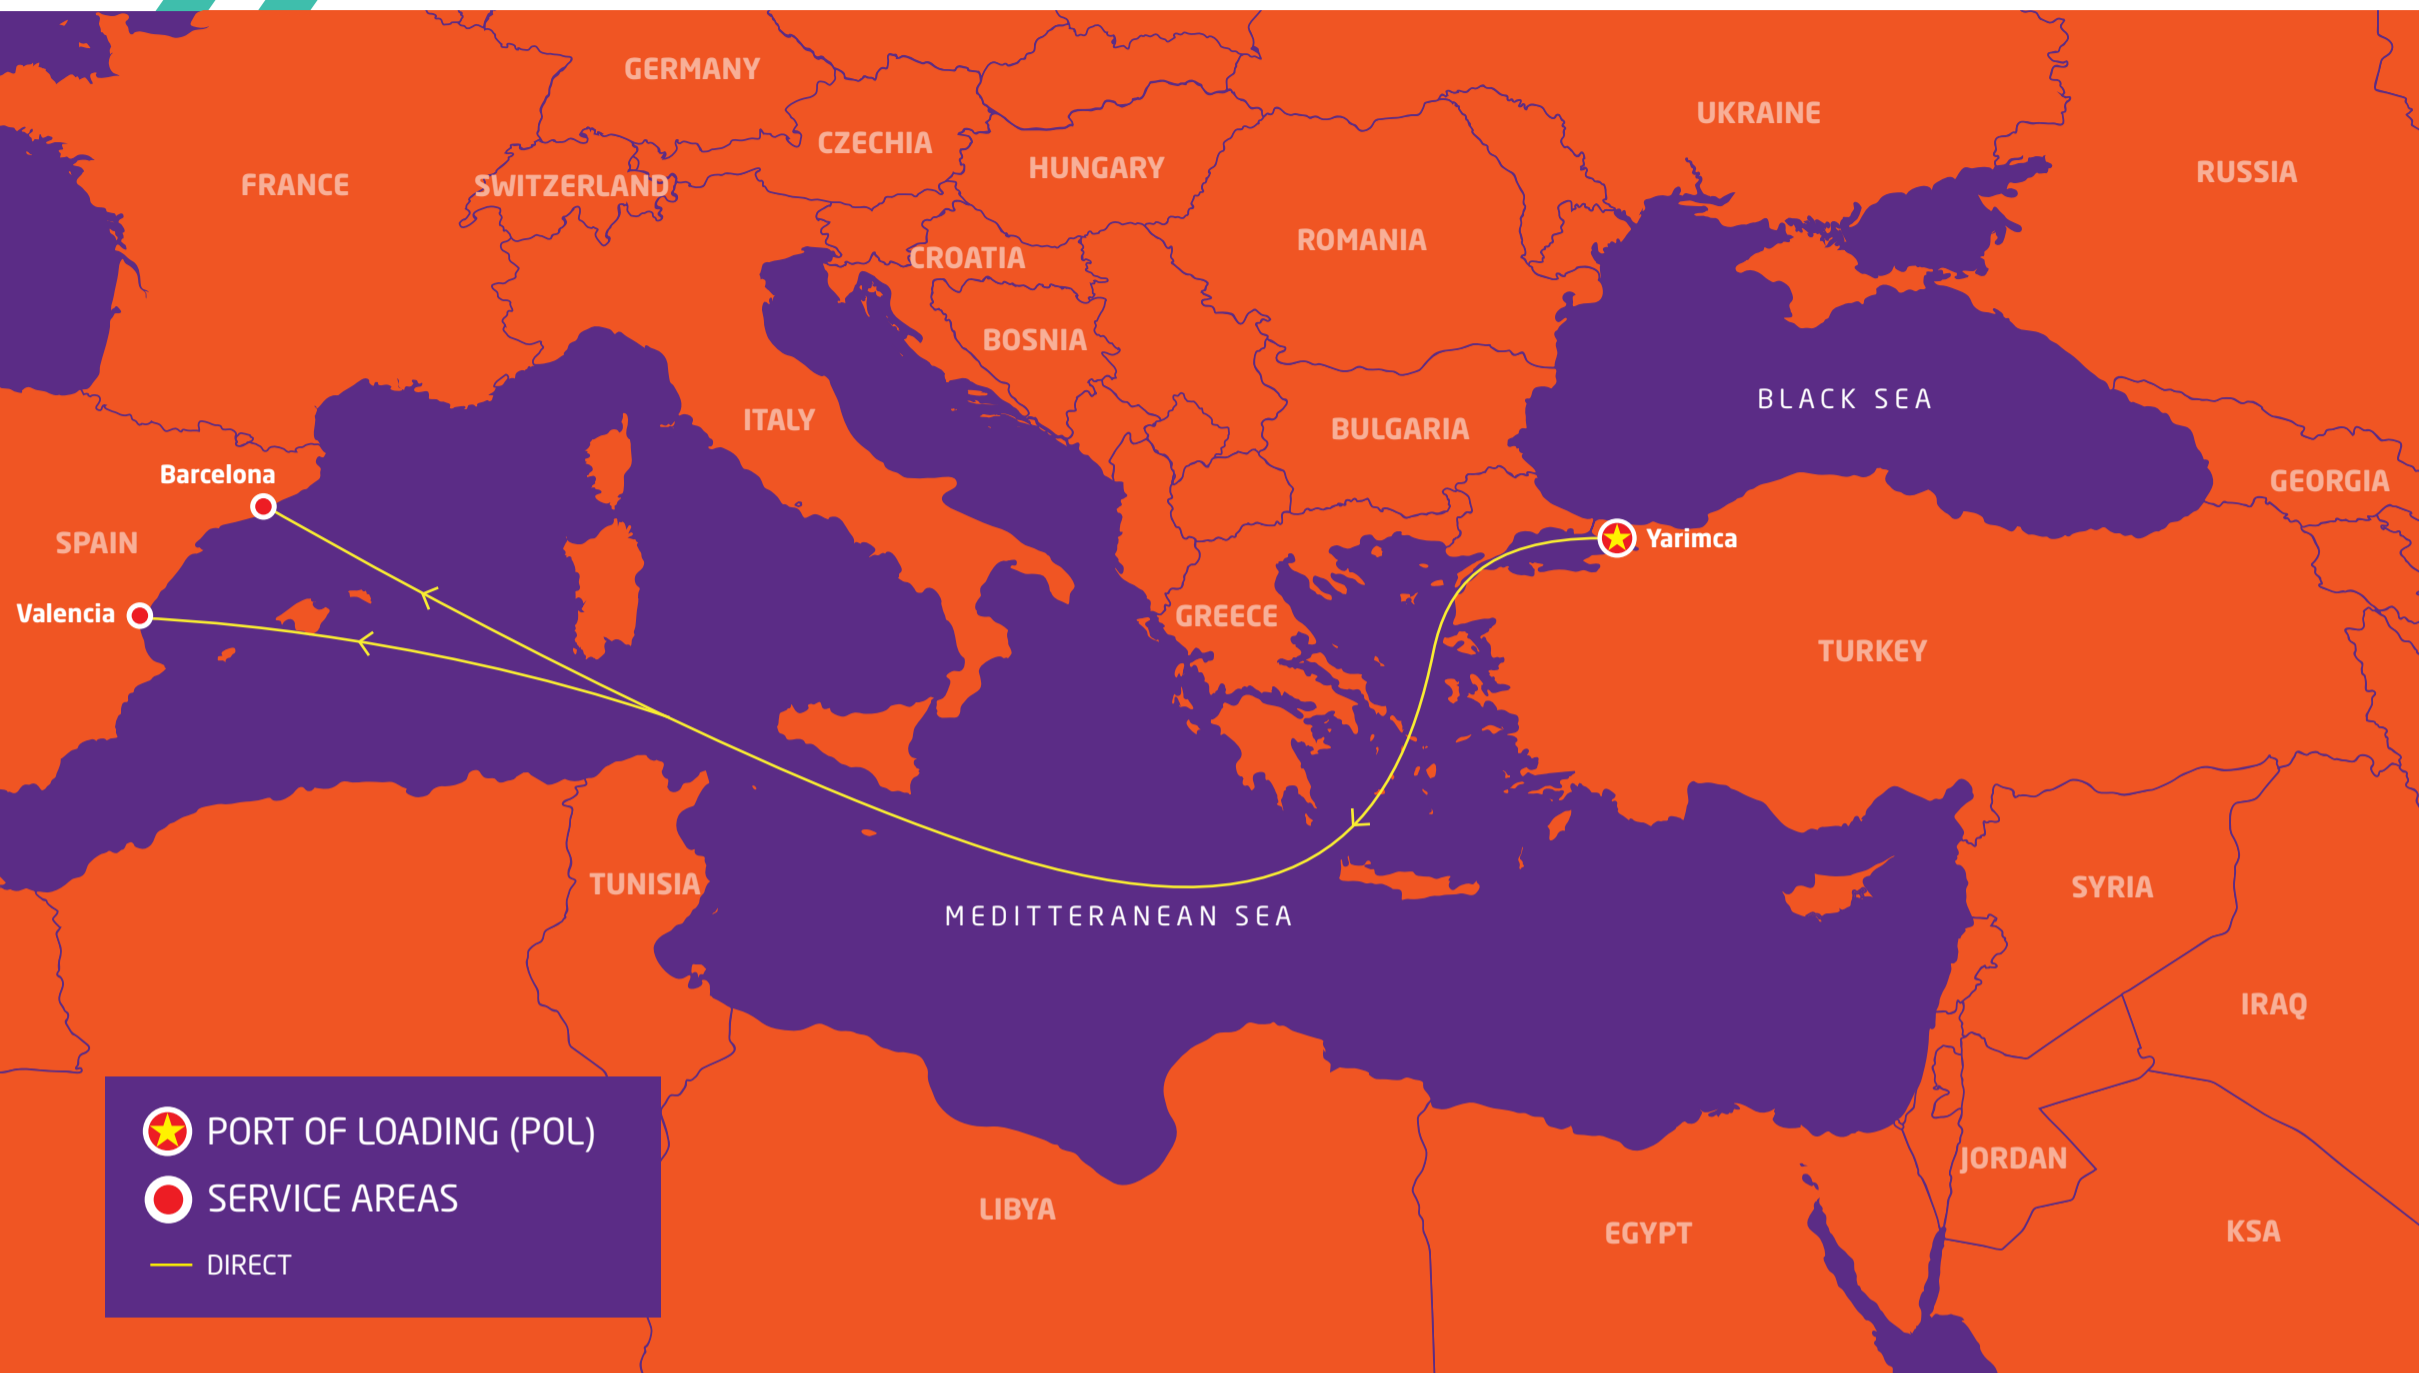 GERMANY
UKRAINE
CZECHIA
HUNGARY
RUSSIA
FRANCE
SWITZERLAND
ROMANIA
CROATIA
BOSNIA
BLACK SEA
ITALY
BULGARIA
Barcelona
GEORGIA
SPAIN
Yarimca
Valencia
GREECE
TURKEY
TUNISIA
SYRIA
MEDITTERANEAN SEA
IRAQ
PORT OF LOADING (POL)
SERVICE AREAS
DIRECT
JORDAN
LIBYA
EGYPT
KSA